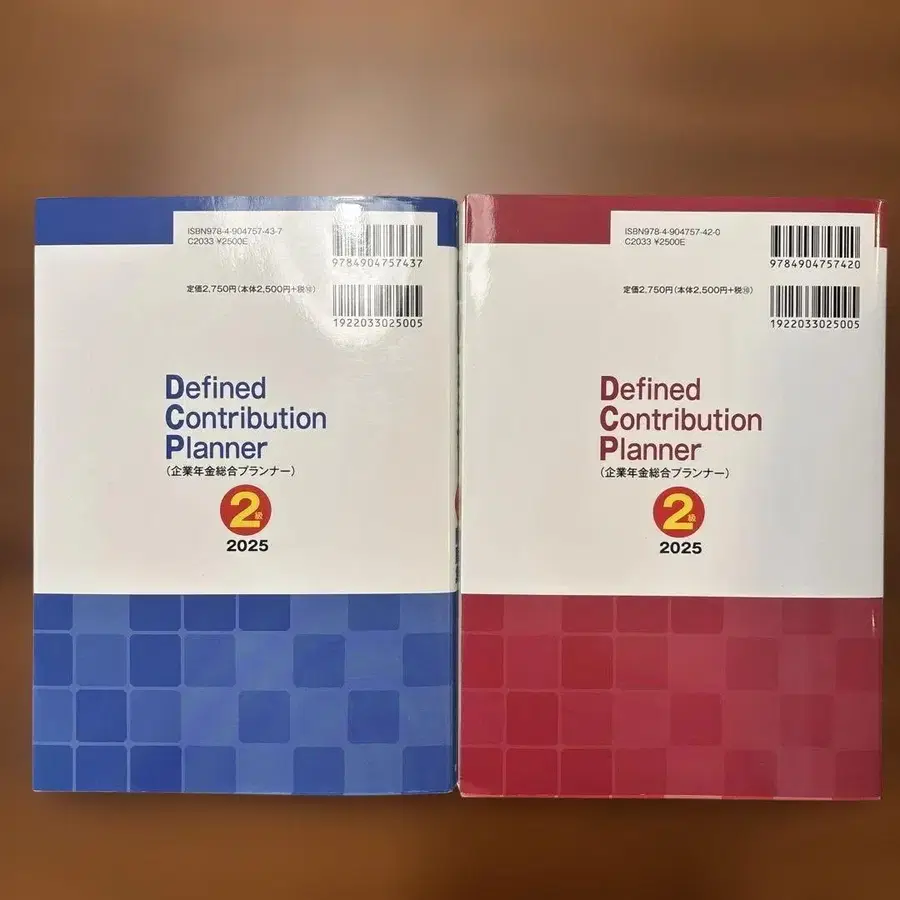 ISBN978-4-904757-43-7
C2033 ¥2500E
9784904757437
定価2,750円(本体2,500円+税⑩)
1922033025005
Defined
Contribution
Planner
(企業年金総合プランナー)
2級
2025
ISBN978-4-904757-42-0
C2033 ¥2500E
9784904757420
定価2,750円(本体2,500円+税⑩)
1922033025005
Defined
Contribution
Planner
(企業年金総合プランナー)
2級
2025